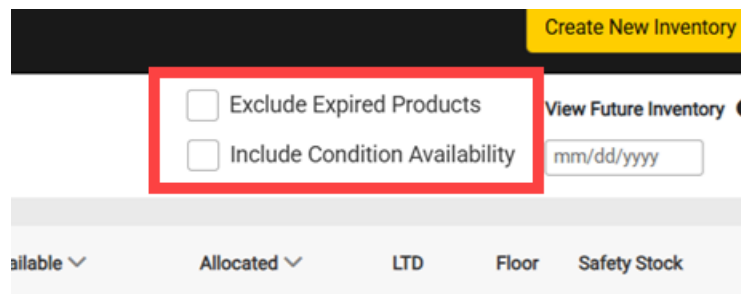 Create New Inventory
Exclude Expired Products
View Future Inventory
Include Condition Availability
mm/dd/yyyy
ailable
Allocated
LTD
Floor
Safety Stock